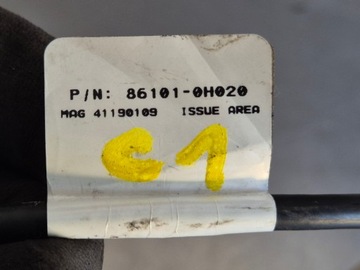 P/N: 86101-0H020
MAG 41190109 ISSUE AREA
C1